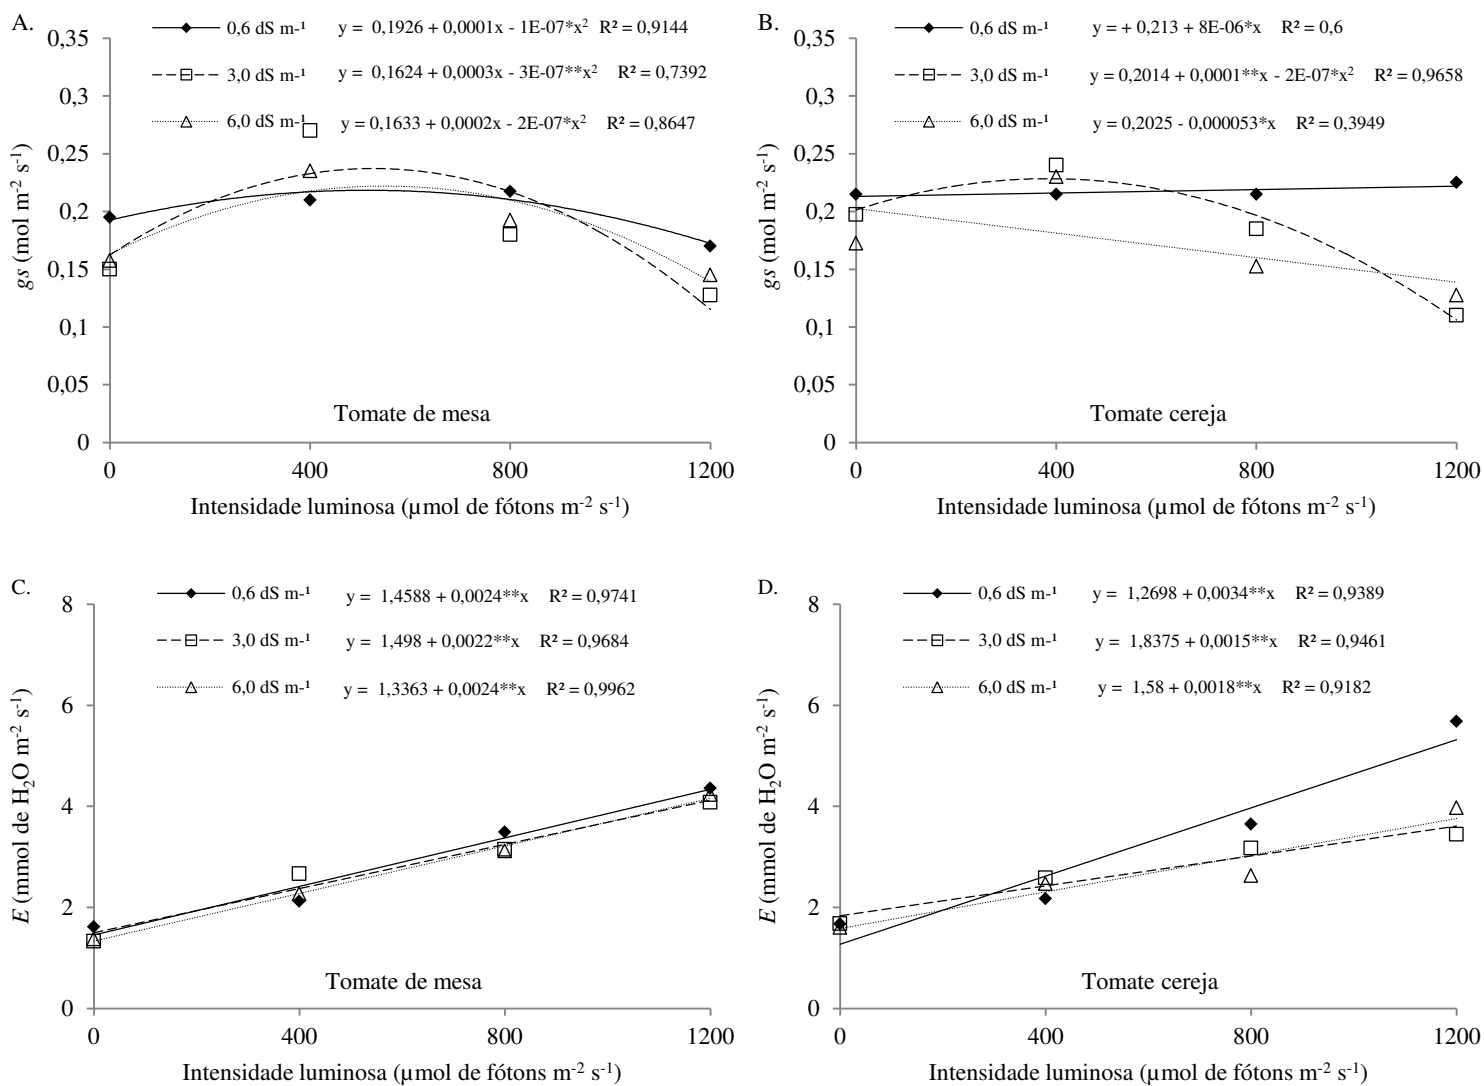 A.
0,6 dS m-¹ y = 0,1926 + 0,0001x - 1E-07*x² R² = 0,9144
3,0 dS m-¹ y = 0,1624 + 0,0003x - 3E-07**x² R² = 0,7392
6,0 dS m-¹ y = 0,1633 + 0,0002x - 2E-07*x² R² = 0,8647
0,35
0,3
0,25
0,2
0,15
0,1
0,05
0
gs (mol m⁻² s⁻¹)
Tomate de mesa
0 400 800 1200
Intensidade luminosa (µmol de fótons m⁻² s⁻¹)
B.
0,6 dS m-¹ y = + 0,213 + 8E-06*x R² = 0,6
3,0 dS m-¹ y = 0,2014 + 0,0001**x - 2E-07*x² R² = 0,9658
6,0 dS m-¹ y = 0,2025 - 0,000053*x R² = 0,3949
0,35
0,3
0,25
0,2
0,15
0,1
0,05
0
gs (mol m⁻² s⁻¹)
Tomate cereja
0 400 800 1200
Intensidade luminosa (µmol de fótons m⁻² s⁻¹)
C.
0,6 dS m-¹ y = 1,4588 + 0,0024**x R² = 0,9741
3,0 dS m-¹ y = 1,498 + 0,0022**x R² = 0,9684
6,0 dS m-¹ y = 1,3363 + 0,0024**x R² = 0,9962
8
6
4
2
0
E (mmol de H₂O m⁻² s⁻¹)
Tomate de mesa
0 400 800 1200
Intensidade luminosa (µmol de fótons m⁻² s⁻¹)
D.
0,6 dS m-¹ y = 1,2698 + 0,0034**x R² = 0,9389
3,0 dS m-¹ y = 1,8375 + 0,0015**x R² = 0,9461
6,0 dS m-¹ y = 1,58 + 0,0018**x R² = 0,9182
8
6
4
2
0
E (mmol de H₂O m⁻² s⁻¹)
Tomate cereja
0 400 800 1200
Intensidade luminosa (µmol de fótons m⁻² s⁻¹)